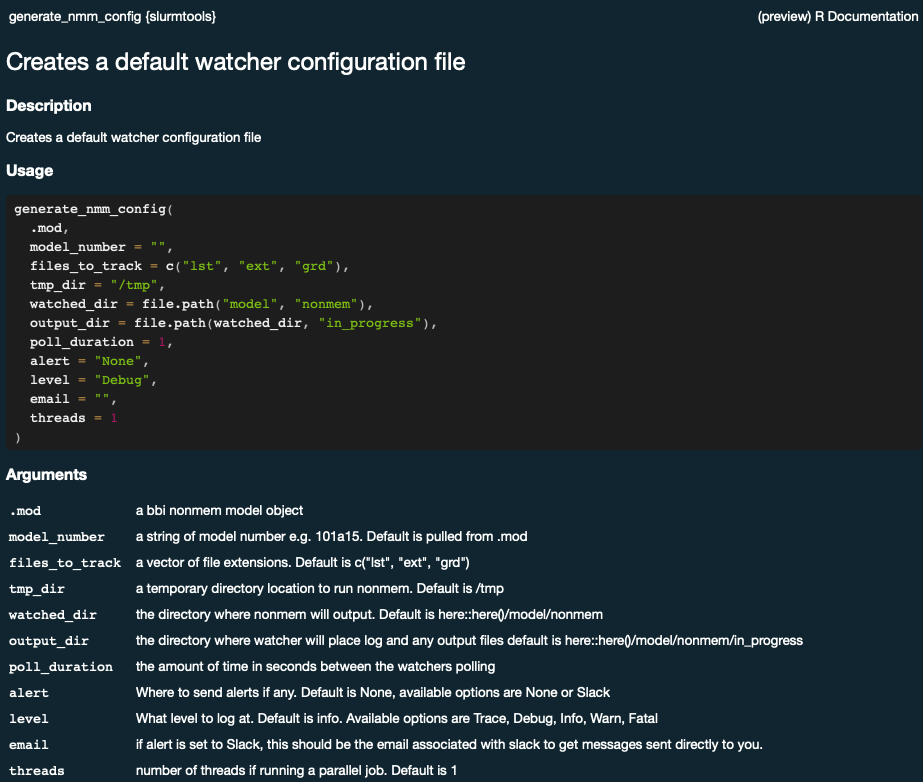 generate_nmm_config {slurmtools} (preview) R Documentation
Creates a default watcher configuration file
Description
Creates a default watcher configuration file
Usage
generate_nmm_config(
  .mod,
  model_number = "",
  files_to_track = c("lst", "ext", "grd"),
  tmp_dir = "/tmp",
  watched_dir = file.path("model", "nonmem"),
  output_dir = file.path(watched_dir, "in_progress"),
  poll_duration = 1,
  alert = "None",
  level = "Debug",
  email = "",
  threads = 1
)
Arguments
.mod a bbi nonmem model object
model_number a string of model number e.g. 101a15. Default is pulled from .mod
files_to_track a vector of file extensions. Default is c("lst", "ext", "grd")
tmp_dir a temporary directory location to run nonmem. Default is /tmp
watched_dir the directory where nonmem will output. Default is here::here()/model/nonmem
output_dir the directory where watcher will place log and any output files default is here::here()/model/nonmem/in_progress
poll_duration the amount of time in seconds between the watchers polling
alert Where to send alerts if any. Default is None, available options are None or Slack
level What level to log at. Default is info. Available options are Trace, Debug, Info, Warn, Fatal
email if alert is set to Slack, this should be the email associated with slack to get messages sent directly to you.
threads number of threads if running a parallel job. Default is 1